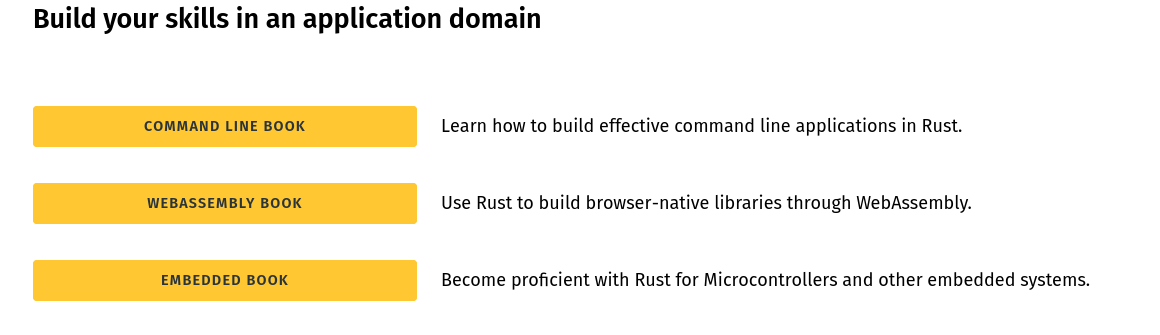 Build your skills in an application domain
COMMAND LINE BOOK
Learn how to build effective command line applications in Rust.
WEBASSEMBLY BOOK
Use Rust to build browser-native libraries through WebAssembly.
EMBEDDED BOOK
Become proficient with Rust for Microcontrollers and other embedded systems.